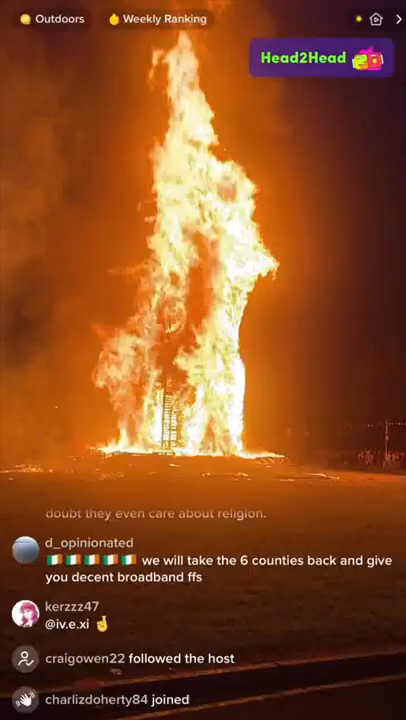 Outdoors
Weekly Ranking
Head2Head
doubt they even care about religion.
d_opinionated
🇮🇪 🇮🇪 🇮🇪 🇮🇪 🇮🇪 we will take the 6 counties back and give
you decent broadband ffs
kerzzz47
@iv.e.xi 🤞
craigowen22 followed the host
charlizdoherty84 joined